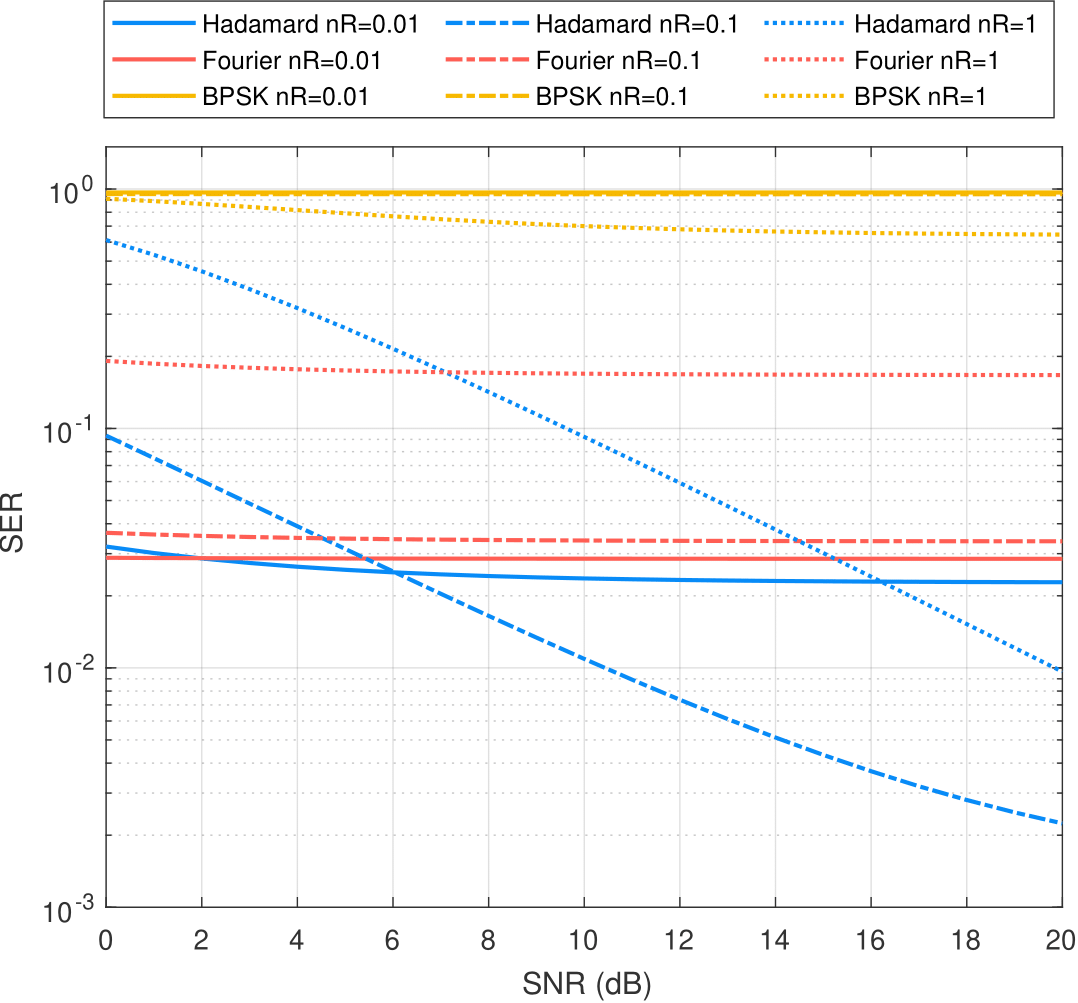 Hadamard nR=0.01 Hadamard nR=0.1 Hadamard nR=1
Fourier nR=0.01 Fourier nR=0.1 Fourier nR=1
BPSK nR=0.01 BPSK nR=0.1 BPSK nR=1
10^0
10^-1
10^-2
10^-3
SER
0 2 4 6 8 10 12 14 16 18 20
SNR (dB)